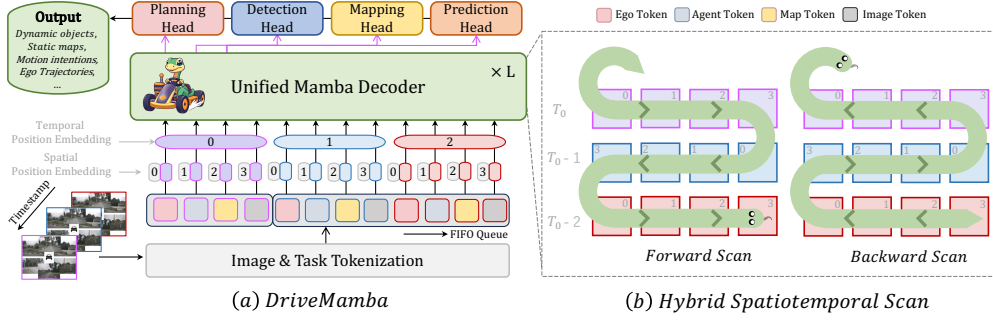 Output
Dynamic objects,
Static maps,
Motion intentions,
Ego Trajectories,
...
Planning Head
Detection Head
Mapping Head
Prediction Head
Ego Token
Agent Token
Map Token
Image Token
Unified Mamba Decoder
× L
Temporal
Position Embedding
0 1 2
Spatial
Position Embedding
0 1 2 3 0 1 2 3 0 1 2 3
Timestamp
FIFO Queue
Image & Task Tokenization
(a) DriveMamba
T0
0 1 2 3
0 1 2 3
T0 - 1
3 2 1 0
3 2 1 0
T0 - 2
0 1 2 3
0 1 2 3
Forward Scan
Backward Scan
(b) Hybrid Spatiotemporal Scan